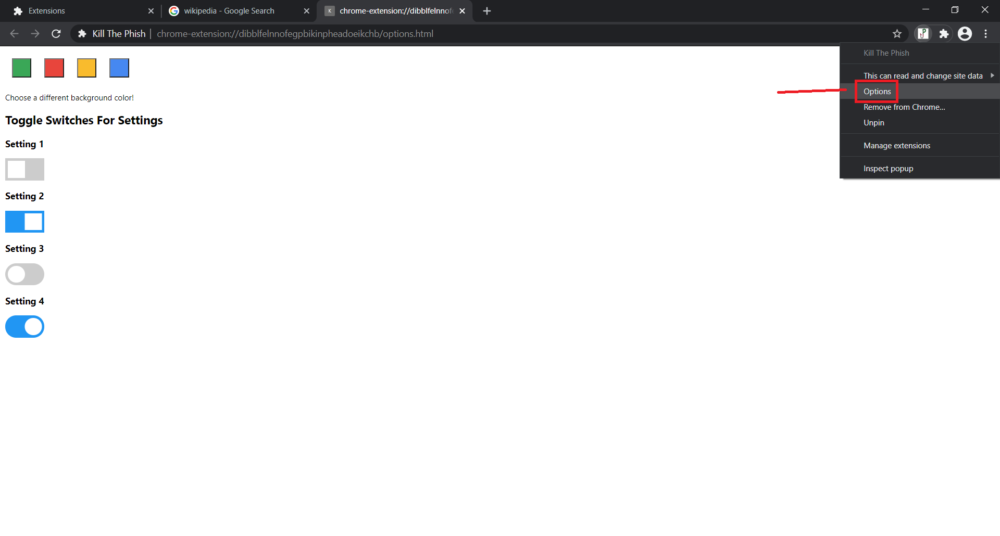 Extensions
wikipedia - Google Search
K
chrome-extension://dibblfelnnofe
Kill The Phish
chrome-extension://dibblfelnnofegpbikinpheadoeikchb/options.html
Kill The Phish
This can read and change site data
Options
Remove from Chrome...
Unpin
Manage extensions
Inspect popup
Choose a different background color!
Toggle Switches For Settings
Setting 1
Setting 2
Setting 3
Setting 4